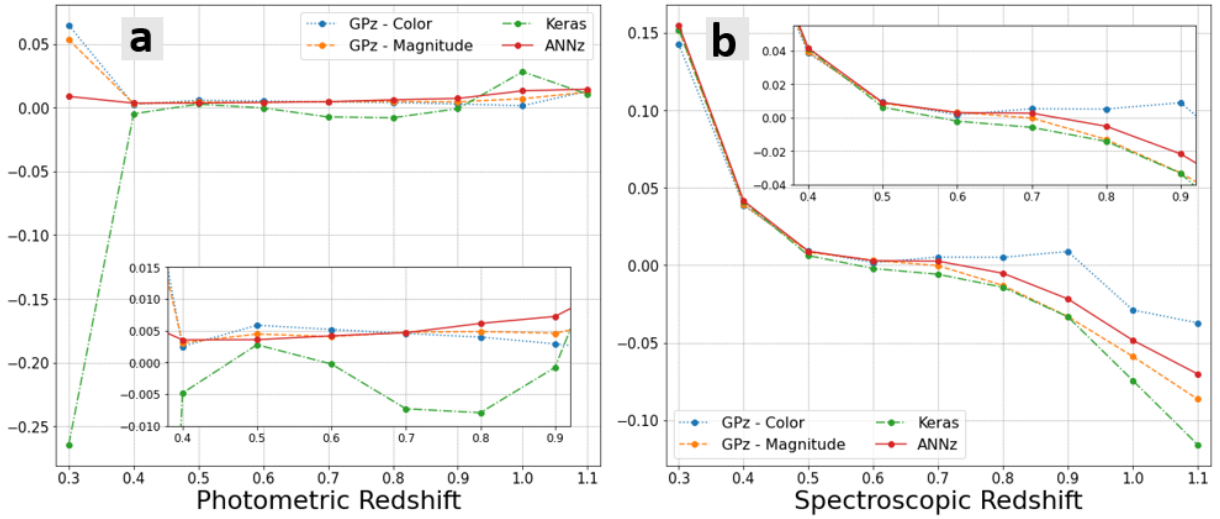 a
GPz - Color
GPz - Magnitude
Keras
ANNz
0.05
0.00
−0.05
−0.10
−0.15
−0.20
−0.25
0.015
0.010
0.005
0.000
−0.005
−0.010
0.4 0.5 0.6 0.7 0.8 0.9
0.3 0.4 0.5 0.6 0.7 0.8 0.9 1.0 1.1
Photometric Redshift
b
0.15
0.10
0.05
0.00
−0.05
−0.10
0.04
0.02
0.00
−0.02
−0.04
0.4 0.5 0.6 0.7 0.8 0.9
GPz - Color
GPz - Magnitude
Keras
ANNz
0.3 0.4 0.5 0.6 0.7 0.8 0.9 1.0 1.1
Spectroscopic Redshift